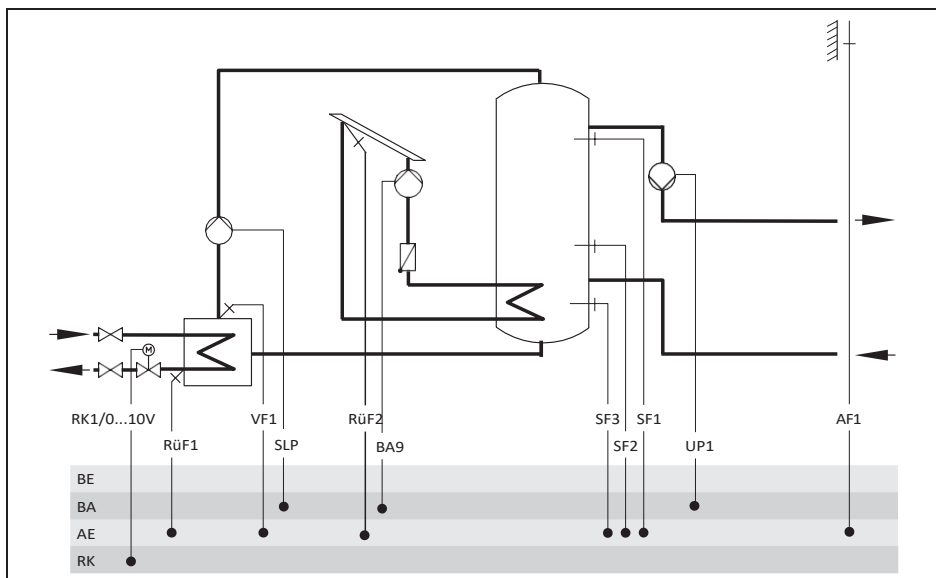 M
RK1/0...10V
VF1
RüF2
SF3
SF1
AF1
RüF1
SLP
BA9
SF2
UP1
BE
BA
AE
RK